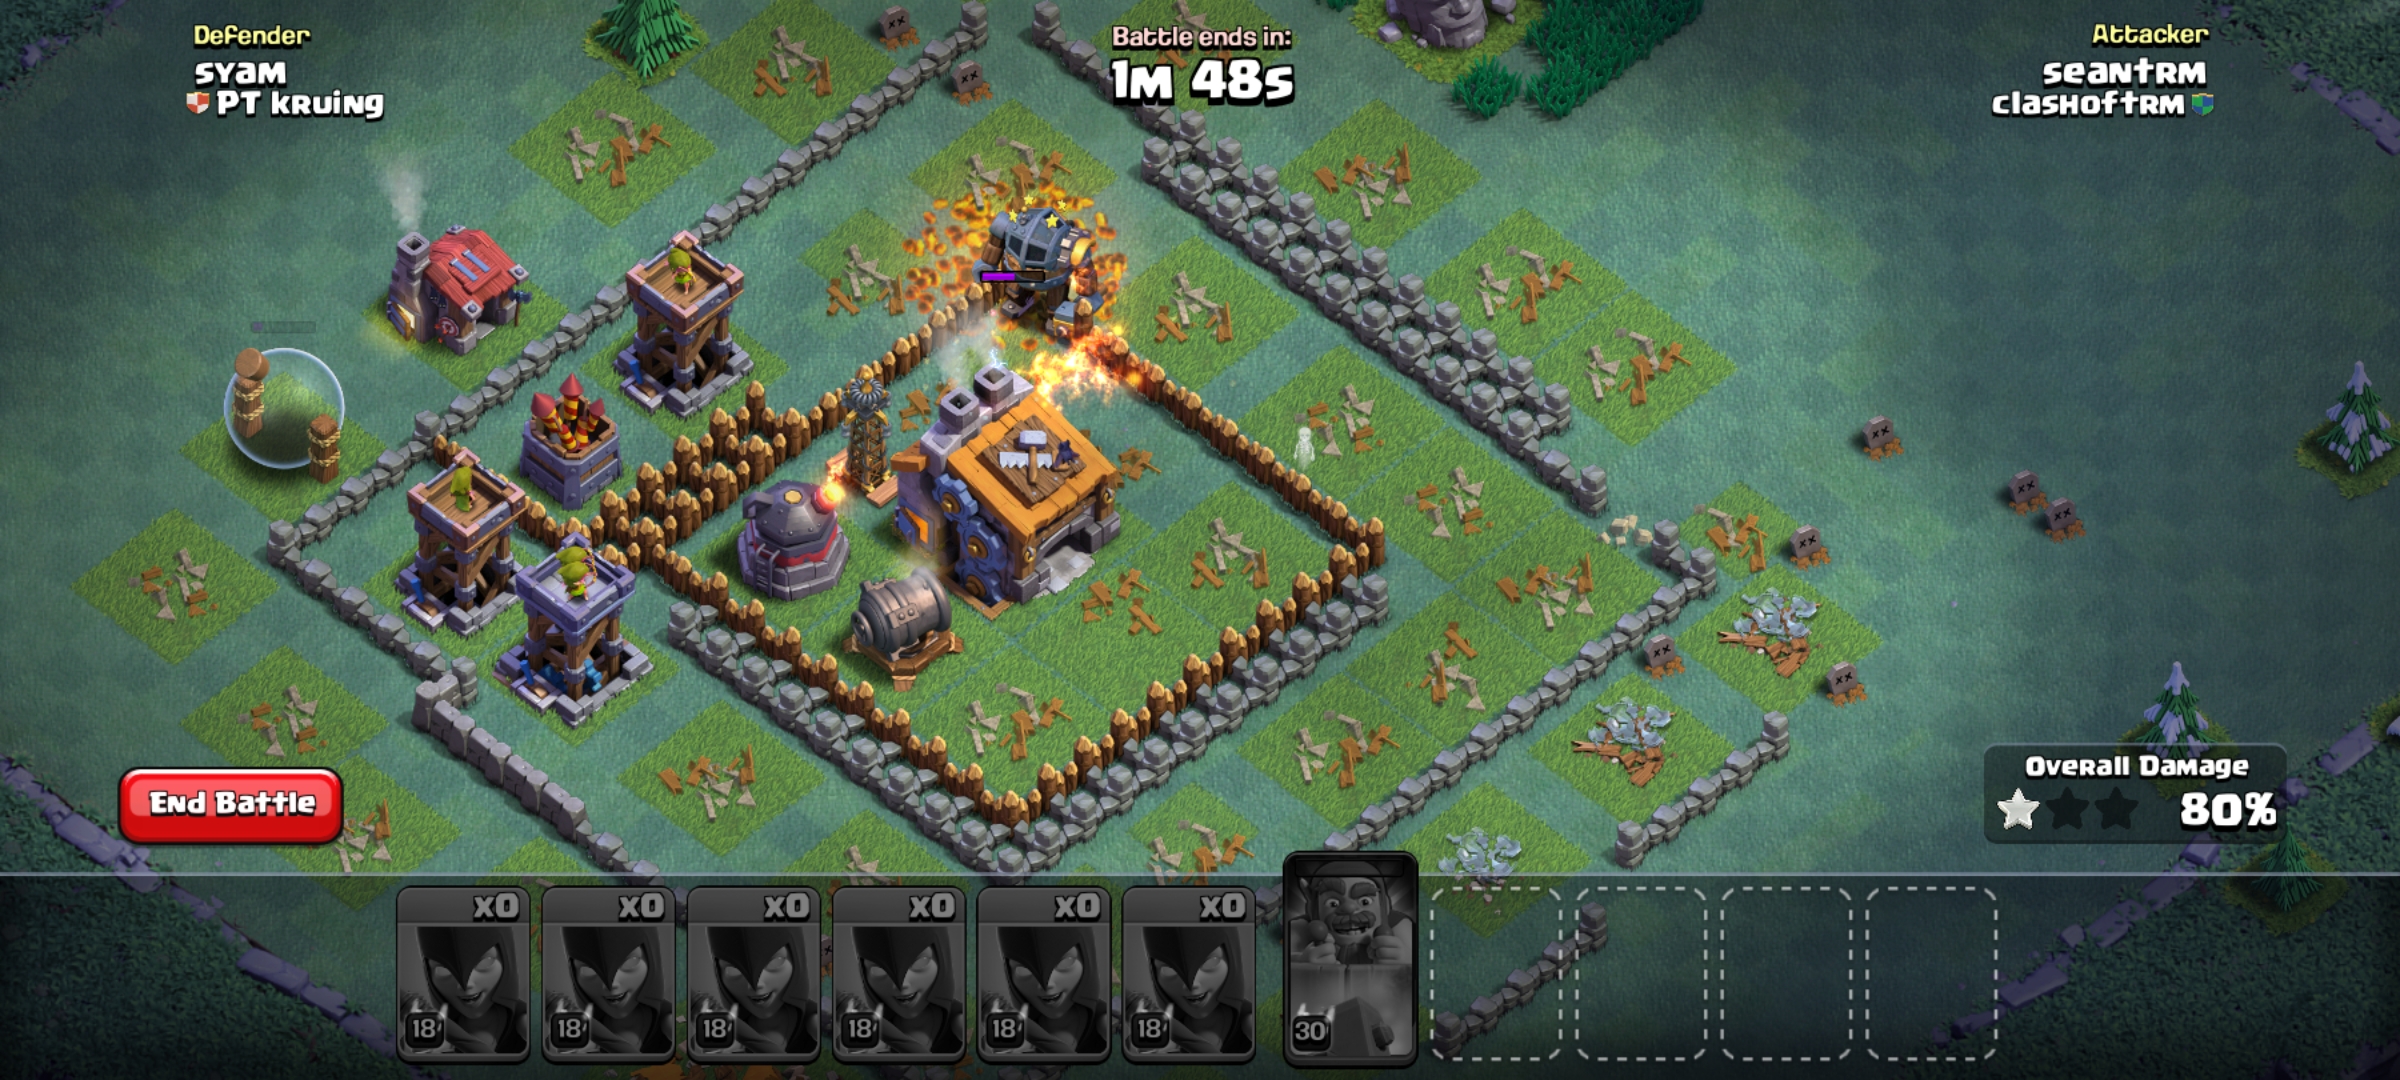 Defender
syam
PT kruing
Battle ends in:
1m 48s
Attacker
seantRM
clashoftRM
End Battle
Overall Damage
80%
x0
x0
x0
x0
x0
x0
18
18
18
18
18
18
30